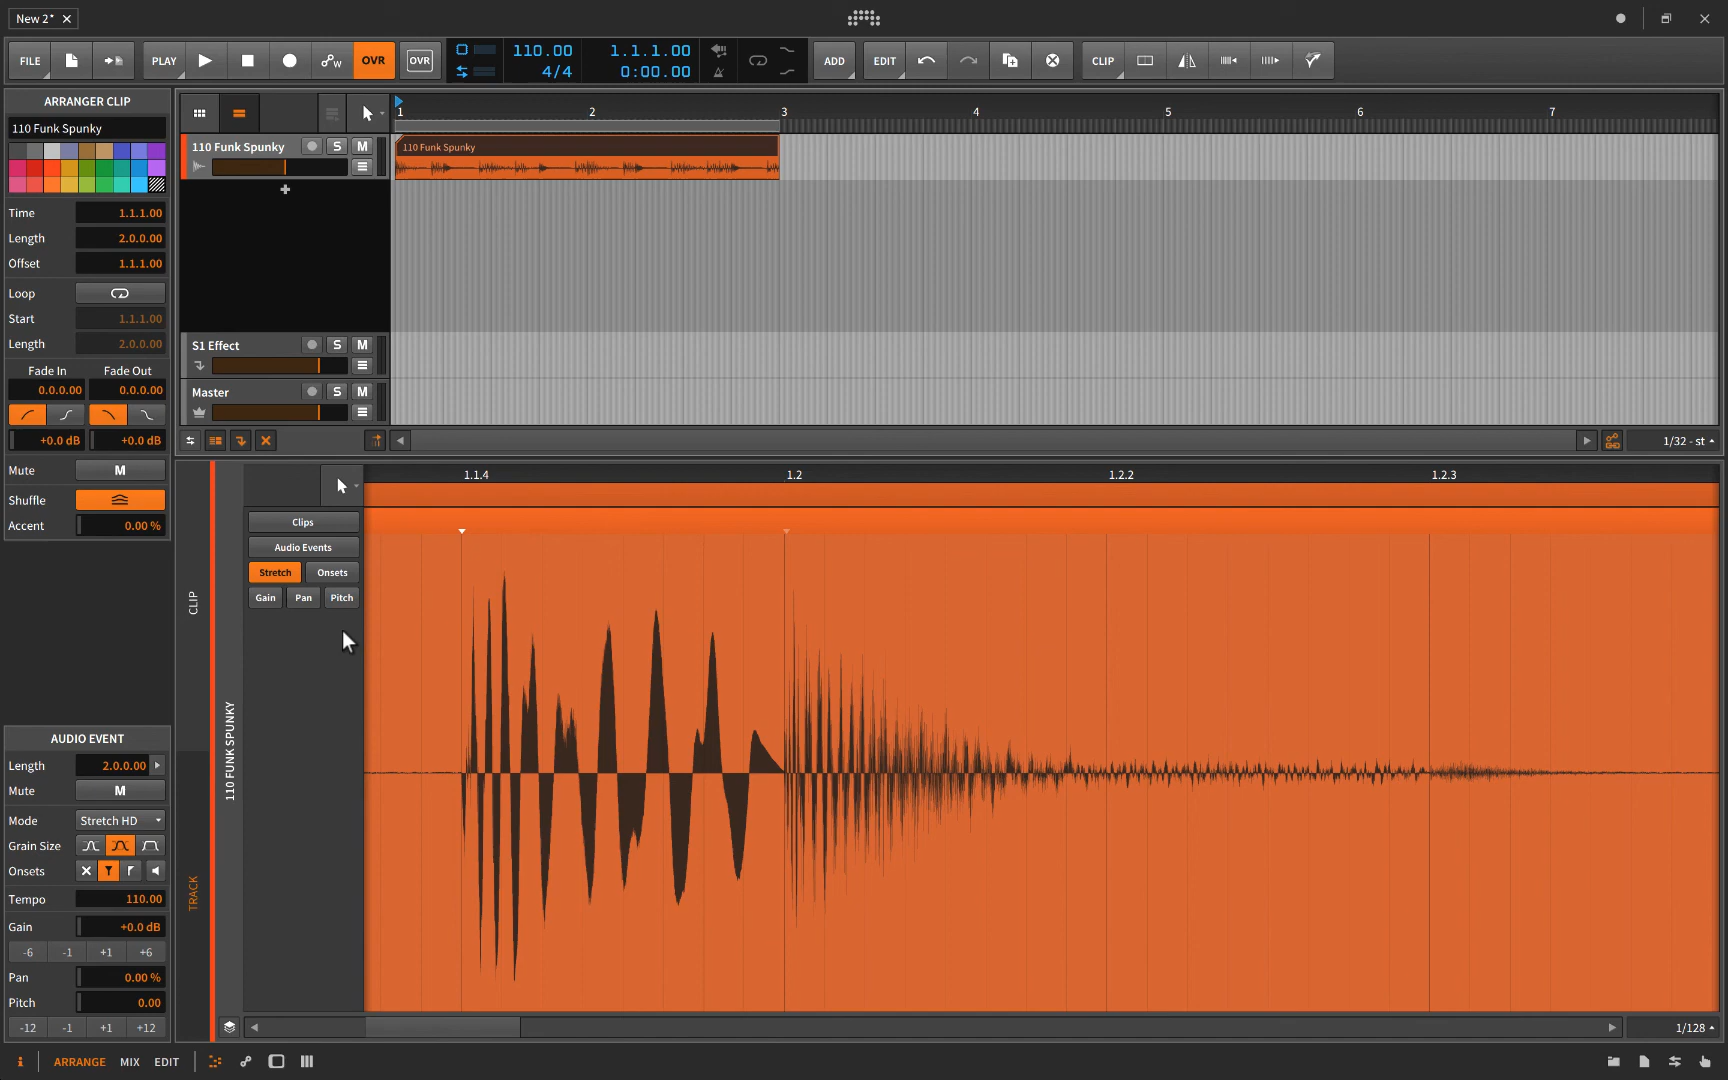 New 2*
FILE PLAY OVR OVR 110.00 4/4 1.1.1.00 0:00.00 ADD EDIT CLIP
ARRANGER CLIP
110 Funk Spunky
Time 1.1.1.00
Length 2.0.0.00
Offset 1.1.1.00
Loop
Start 1.1.1.00
Length 2.0.0.00
Fade In Fade Out
0.0.0.00 0.0.0.00
+0.0 dB +0.0 dB
Mute M
Shuffle
Accent 0.00 %
AUDIO EVENT
Length 2.0.0.00
Mute M
Mode Stretch HD
Grain Size
Onsets
Tempo 110.00
Gain +0.0 dB
-6 -1 +1 +6
Pan 0.00 %
Pitch 0.00
-12 -1 +1 +12
1 2 3 4 5 6 7
110 Funk Spunky S M
110 Funk Spunky
S1 Effect S M
Master S M
1/32 - st
CLIP
TRACK
110 FUNK SPUNKY
1.1.4 1.2 1.2.2 1.2.3
Clips
Audio Events
Stretch Onsets
Gain Pan Pitch
1/128
i ARRANGE MIX EDIT